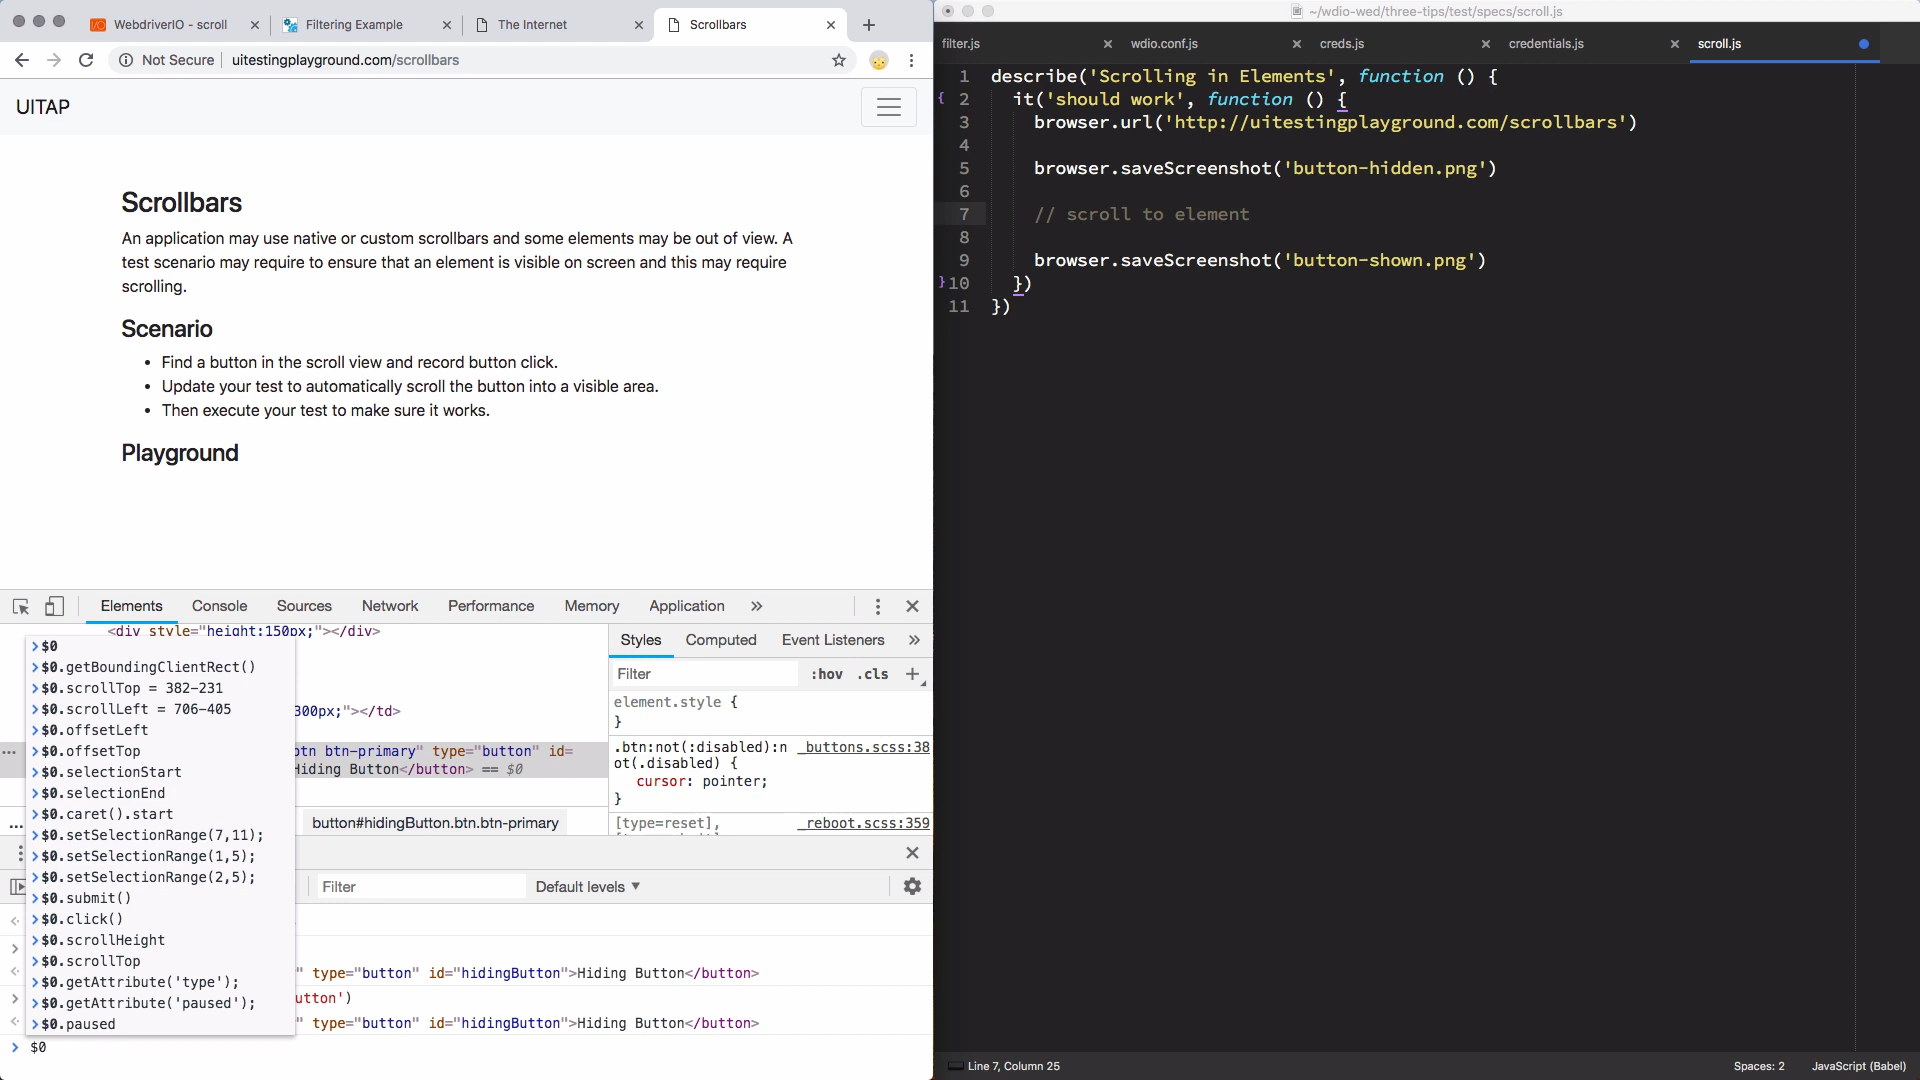 WebdriverIO - scroll
Filtering Example
The Internet
Scrollbars
Not Secure
uitestingplayground.com/scrollbars
UITAP
Scrollbars
An application may use native or custom scrollbars and some elements may be out of view. A
test scenario may require to ensure that an element is visible on screen and this may require
scrolling.
Scenario
• Find a button in the scroll view and record button click.
• Update your test to automatically scroll the button into a visible area.
• Then execute your test to make sure it works.
Playground
Elements Console Sources Network Performance Memory Application »
<div style="height:150px;"></div>
300px;"></td>
btn btn-primary" type="button" id=
Hiding Button</button> == $0
... button#hidingButton.btn.btn-primary
Styles Computed Event Listeners »
Filter :hov .cls +
element.style {
}
.btn:not(:disabled):n _buttons.scss:38
ot(.disabled) {
cursor: pointer;
}
[type=reset], _reboot.scss:359
Filter Default levels ▼
" type="button" id="hidingButton">Hiding Button</button>
utton')
" type="button" id="hidingButton">Hiding Button</button>
> $0
> $0.getBoundingClientRect()
> $0.scrollTop = 382-231
> $0.scrollLeft = 706-405
> $0.offsetLeft
> $0.offsetTop
> $0.selectionStart
> $0.selectionEnd
> $0.caret().start
> $0.setSelectionRange(7,11);
> $0.setSelectionRange(1,5);
> $0.setSelectionRange(2,5);
> $0.submit()
> $0.click()
> $0.scrollHeight
> $0.scrollTop
> $0.getAttribute('type');
> $0.getAttribute('paused');
> $0.paused
> $0
~/wdio-wed/three-tips/test/specs/scroll.js
filter.js
wdio.conf.js
creds.js
credentials.js
scroll.js
1 describe('Scrolling in Elements', function () {
{ 2 it('should work', function () {
3 browser.url('http://uitestingplayground.com/scrollbars')
4
5 browser.saveScreenshot('button-hidden.png')
6
7 // scroll to element
8
9 browser.saveScreenshot('button-shown.png')
} 10 })
11 })
Line 7, Column 25
Spaces: 2
JavaScript (Babel)